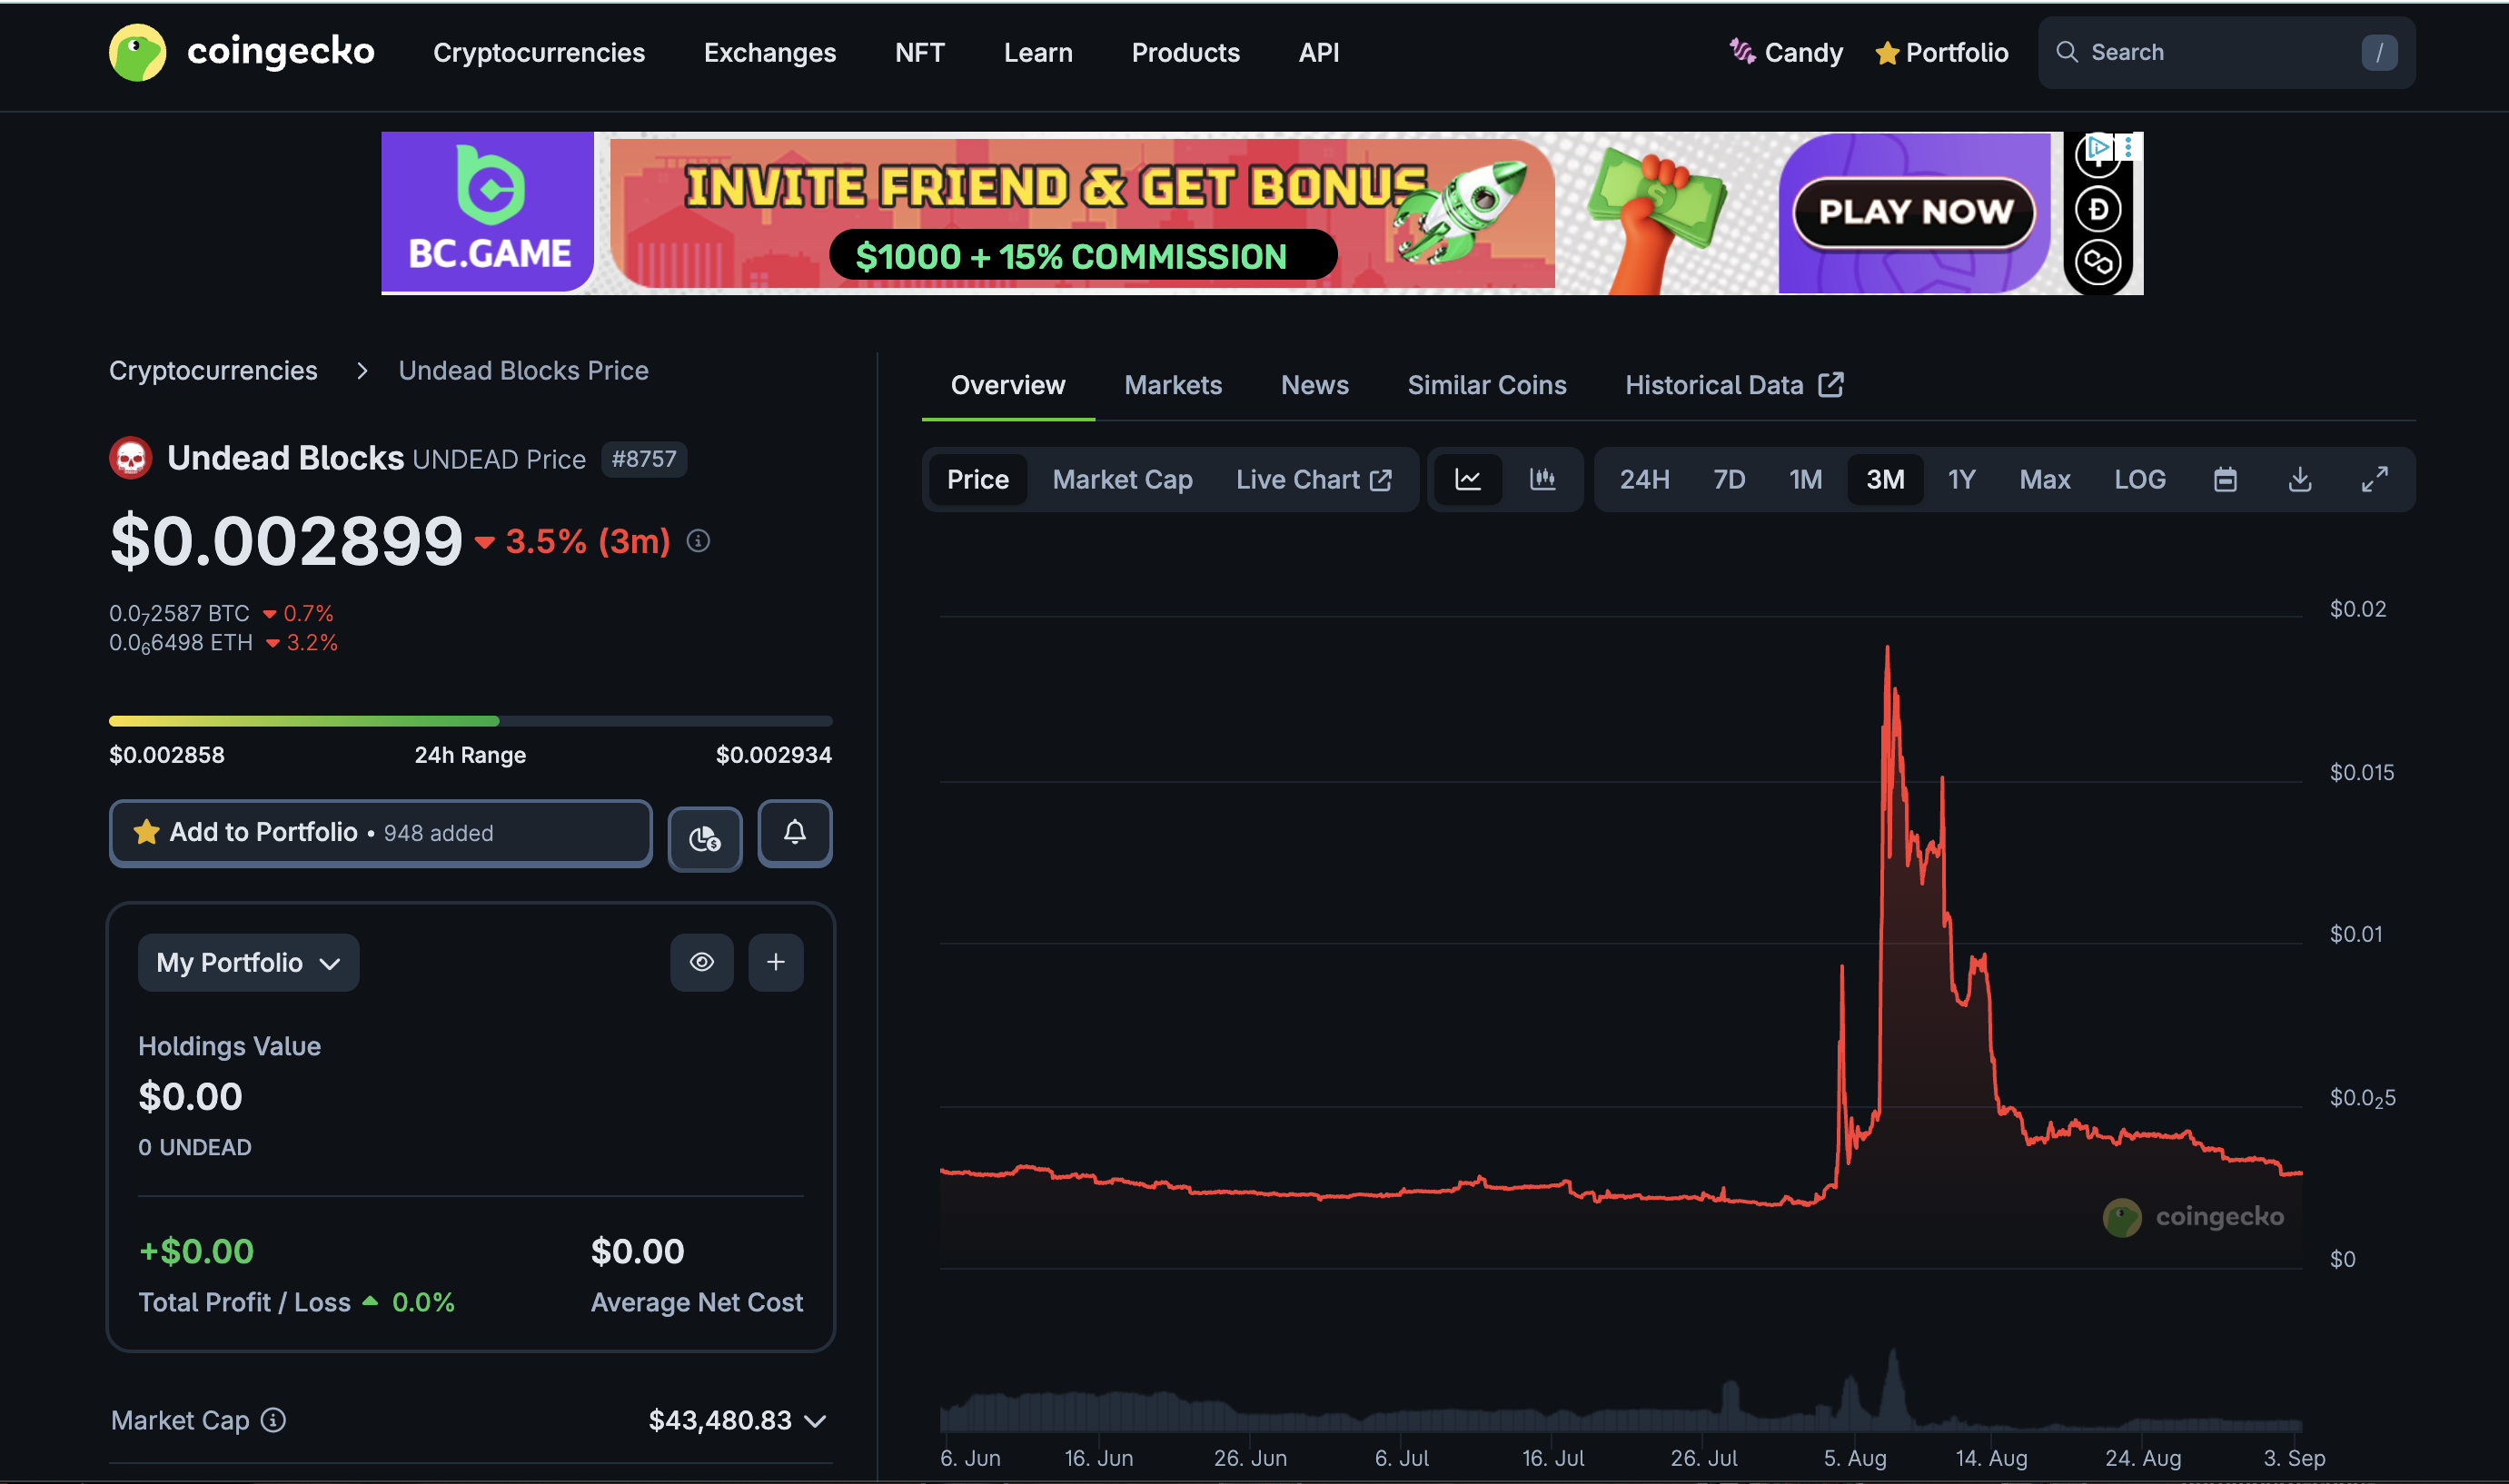 coingecko Cryptocurrencies Exchanges NFT Learn Products API Candy Portfolio Search /
BC.GAME
INVITE FRIEND & GET BONUS
$1000 + 15% COMMISSION
PLAY NOW
Cryptocurrencies > Undead Blocks Price
Undead Blocks UNDEAD Price #8757
$0.002899 3.5% (3m)
0.0₇2587 BTC 0.7%
0.0₆6498 ETH 3.2%
$0.002858 24h Range $0.002934
Add to Portfolio • 948 added
My Portfolio
Holdings Value
$0.00
0 UNDEAD
+$0.00 $0.00
Total Profit / Loss 0.0% Average Net Cost
Market Cap $43,480.83
Overview Markets News Similar Coins Historical Data
Price Market Cap Live Chart 24H 7D 1M 3M 1Y Max LOG
$0.02
$0.015
$0.01
$0.0₂5
coingecko
$0
6. Jun 16. Jun 26. Jun 6. Jul 16. Jul 26. Jul 5. Aug 14. Aug 24. Aug 3. Sep